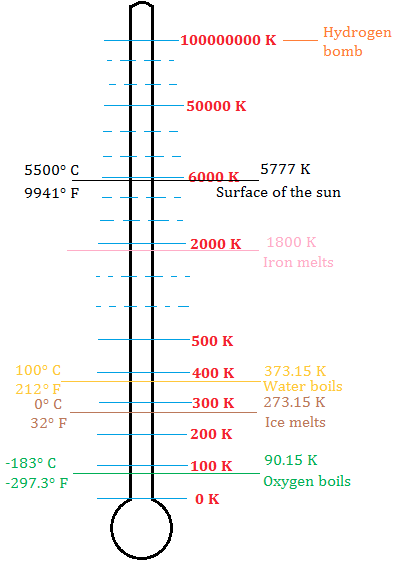 100000000 K
Hydrogen
bomb
50000 K
5500° C
6000 K
5777 K
9941° F
Surface of the sun
2000 K
1800 K
Iron melts
500 K
100° C
400 K
373.15 K
212° F
Water boils
0° C
300 K
273.15 K
32° F
Ice melts
200 K
-183° C
100 K
90.15 K
-297.3° F
Oxygen boils
0 K